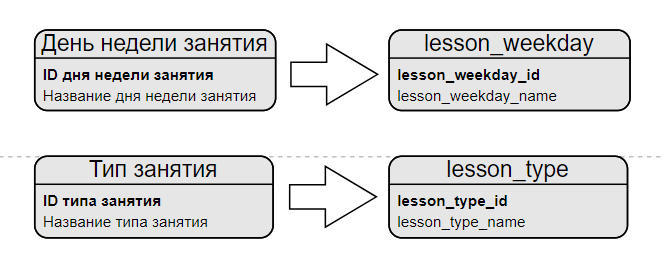 День недели занятия
ID дня недели занятия
Название дня недели занятия
lesson_weekday
lesson_weekday_id
lesson_weekday_name
Тип занятия
ID типа занятия
Название типа занятия
lesson_type
lesson_type_id
lesson_type_name